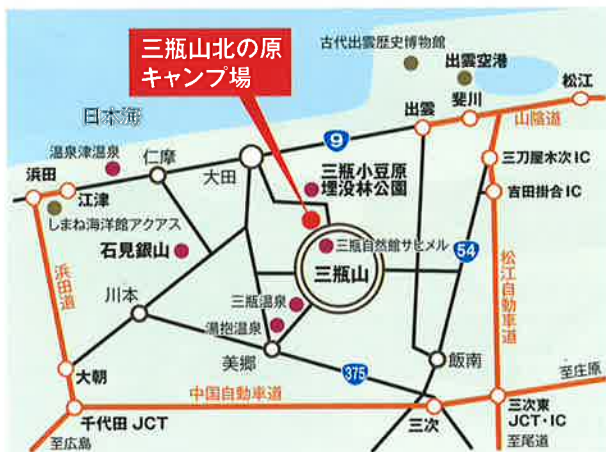 三瓶山北の原
キャンプ場
古代出雲歴史博物館
出雲空港
松江
斐川
出雲
山陰道
日本海
9
温泉津温泉
仁摩
大田
三瓶小豆原
埋没林公園
三刀屋木次IC
吉田掛合IC
浜田
江津
しまね海洋館アクアス
石見銀山
三瓶自然館サヒメル
三瓶山
54
浜田道
松江自動車道
川本
三瓶温泉
湯抱温泉
美郷
375
飯南
大朝
至庄原
中国自動車道
千代田 JCT
三次
三次東
JCT・IC
至広島
至尾道